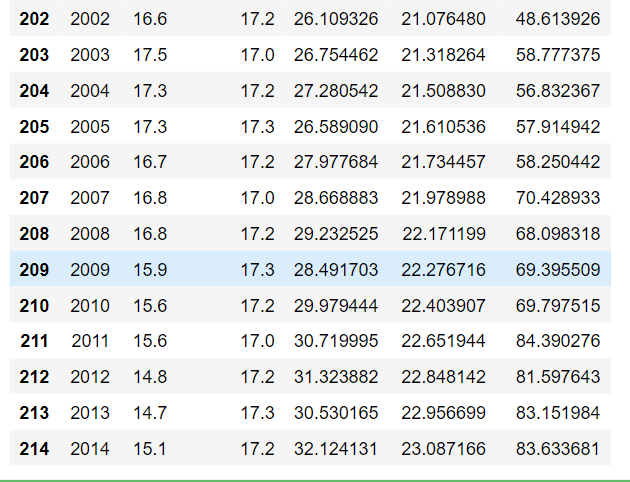 202 2002 16.6 17.2 26.109326 21.076480 48.613926
203 2003 17.5 17.0 26.754462 21.318264 58.777375
204 2004 17.3 17.2 27.280542 21.508830 56.832367
205 2005 17.3 17.3 26.589090 21.610536 57.914942
206 2006 16.7 17.2 27.977684 21.734457 58.250442
207 2007 16.8 17.0 28.668883 21.978988 70.428933
208 2008 16.8 17.2 29.232525 22.171199 68.098318
209 2009 15.9 17.3 28.491703 22.276716 69.395509
210 2010 15.6 17.2 29.979444 22.403907 69.797515
211 2011 15.6 17.0 30.719995 22.651944 84.390276
212 2012 14.8 17.2 31.323882 22.848142 81.597643
213 2013 14.7 17.3 30.530165 22.956699 83.151984
214 2014 15.1 17.2 32.124131 23.087166 83.633681